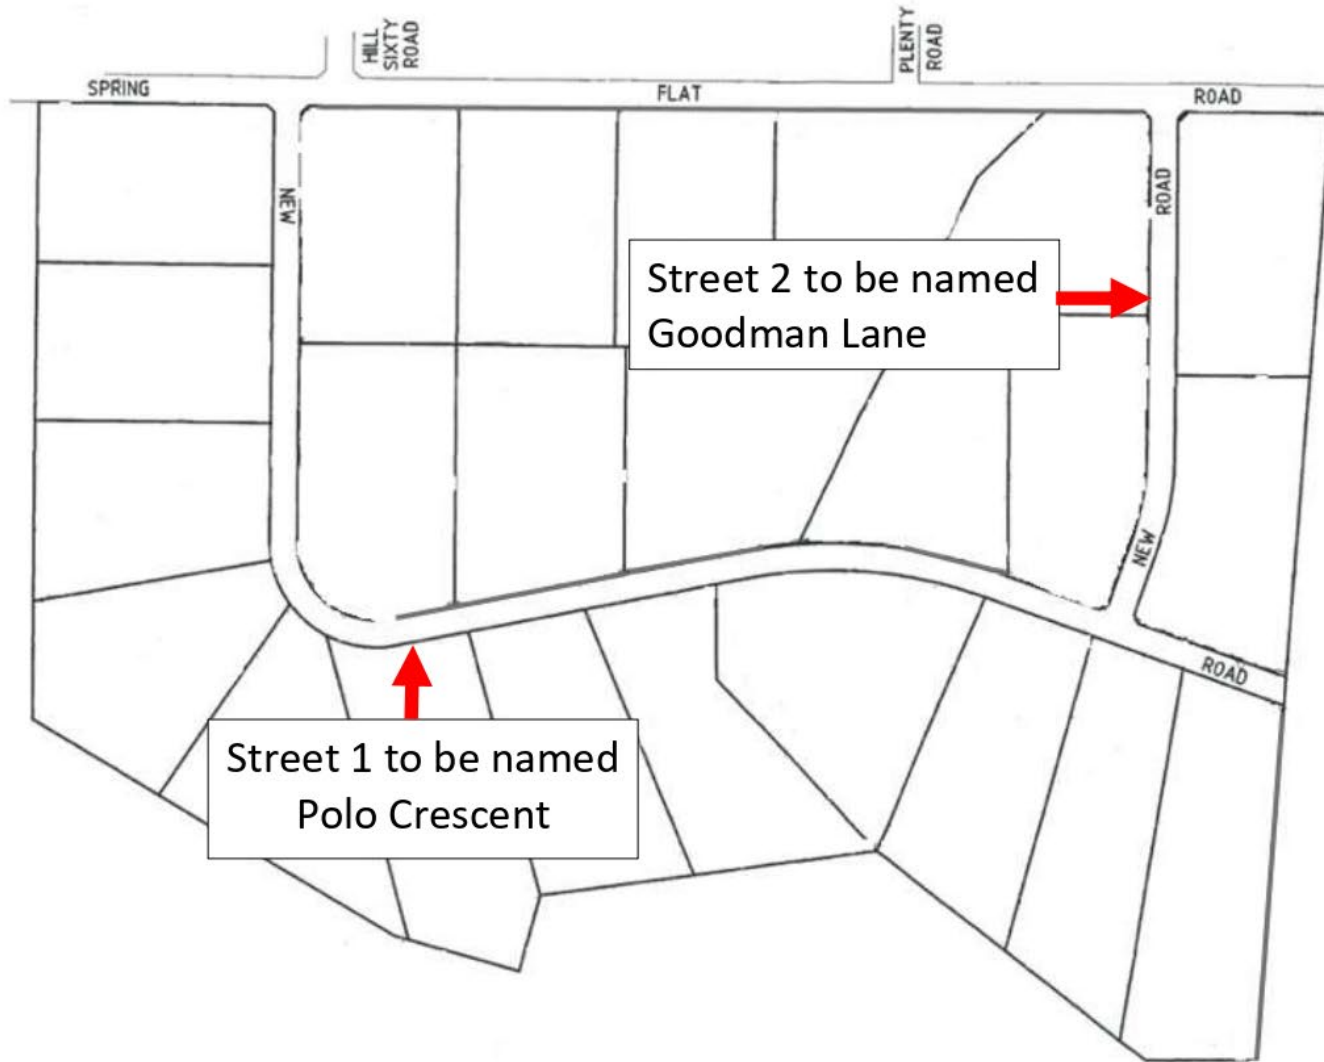 HILL
SIXTY
ROAD
PLENTY
ROAD
SPRING
FLAT
ROAD
NEW
ROAD
Street 2 to be named
Goodman Lane
NEW
ROAD
Street 1 to be named
Polo Crescent